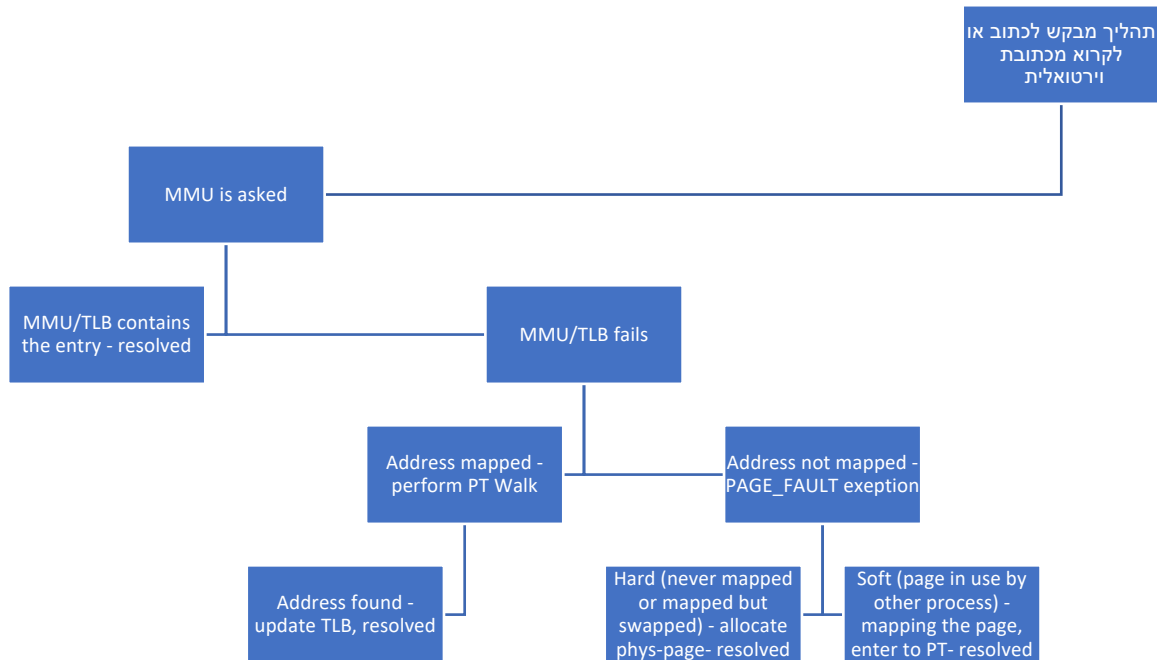 תהליך מבקש לכתוב או
לקרוא מכתובת
וירטואלית
MMU is asked
MMU/TLB contains
the entry - resolved
MMU/TLB fails
Address mapped -
perform PT Walk
Address not mapped -
PAGE_FAULT exeption
Address found -
update TLB, resolved
Hard (never mapped
or mapped but
swapped) - allocate
phys-page- resolved
Soft (page in use by
other process) -
mapping the page,
enter to PT- resolved